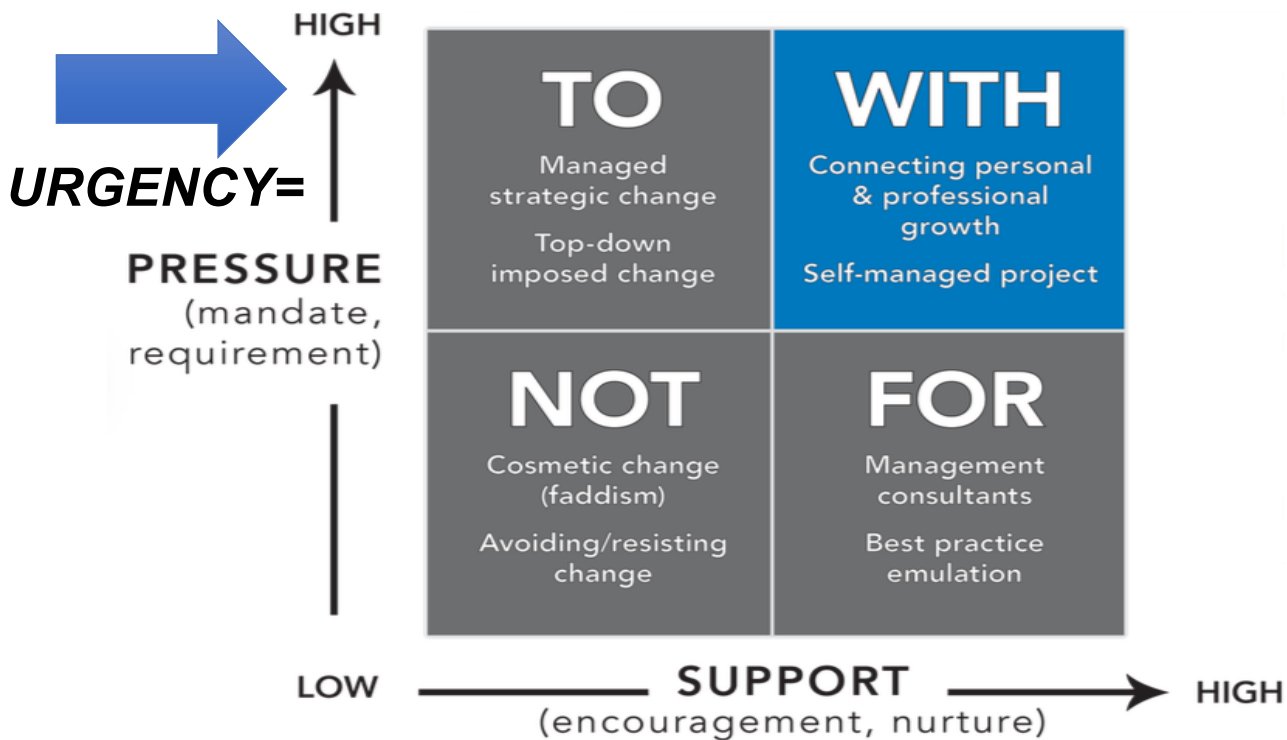 HIGH
URGENCY=
PRESSURE
(mandate,
requirement)
TO
Managed
strategic change
Top-down
imposed change
WITH
Connecting personal
& professional
growth
Self-managed project
NOT
Cosmetic change
(faddism)
Avoiding/resisting
change
FOR
Management
consultants
Best practice
emulation
LOW
SUPPORT
(encouragement, nurture)
HIGH